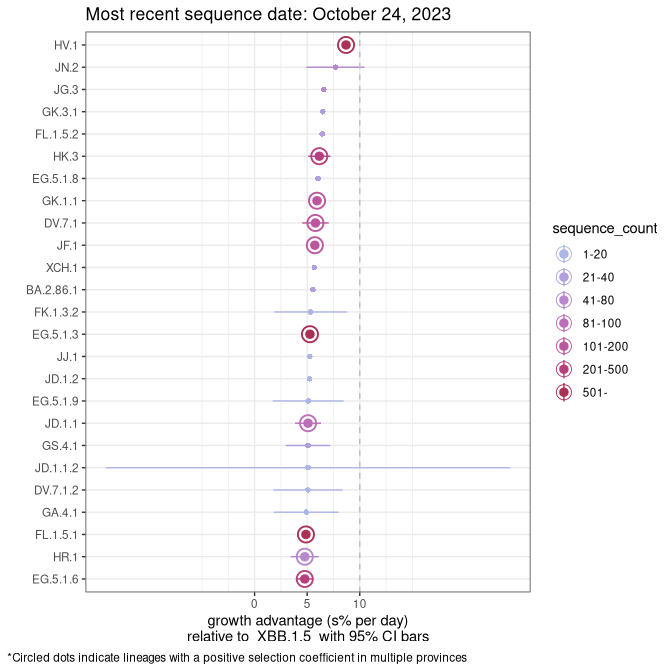 Most recent sequence date: October 24, 2023
HV.1
JN.2
JG.3
GK.3.1
FL.1.5.2
HK.3
EG.5.1.8
GK.1.1
DV.7.1
JF.1
XCH.1
BA.2.86.1
FK.1.3.2
EG.5.1.3
JJ.1
JD.1.2
EG.5.1.9
JD.1.1
GS.4.1
JD.1.1.2
DV.7.1.2
GA.4.1
FL.1.5.1
HR.1
EG.5.1.6
0 5 10
growth advantage (s% per day)
relative to XBB.1.5 with 95% CI bars
sequence_count
1-20
21-40
41-80
81-100
101-200
201-500
501-
*Circled dots indicate lineages with a positive selection coefficient in multiple provinces